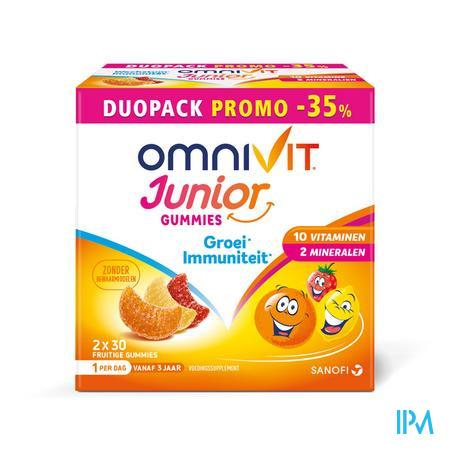 DUOPACK PROMO -35%
OMNIVIT
Junior
GUMMIES
Groei*
Immuniteit*
10 VITAMINEN
2 MINERALEN
ZONDER
BEWAARMIDDELEN
2 x 30
FRUITIGE GUMMIES
1 PER DAG VANAF 3 JAAR VOEDINGSSUPPLEMENT
SANOFI
IPM